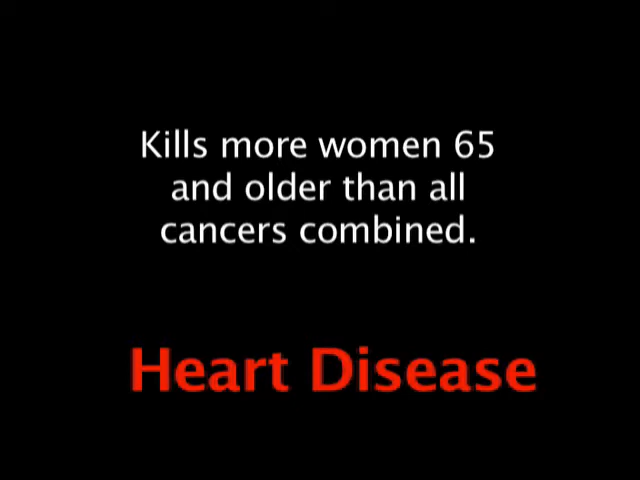 Kills more women 65
and older than all
cancers combined.
Heart Disease